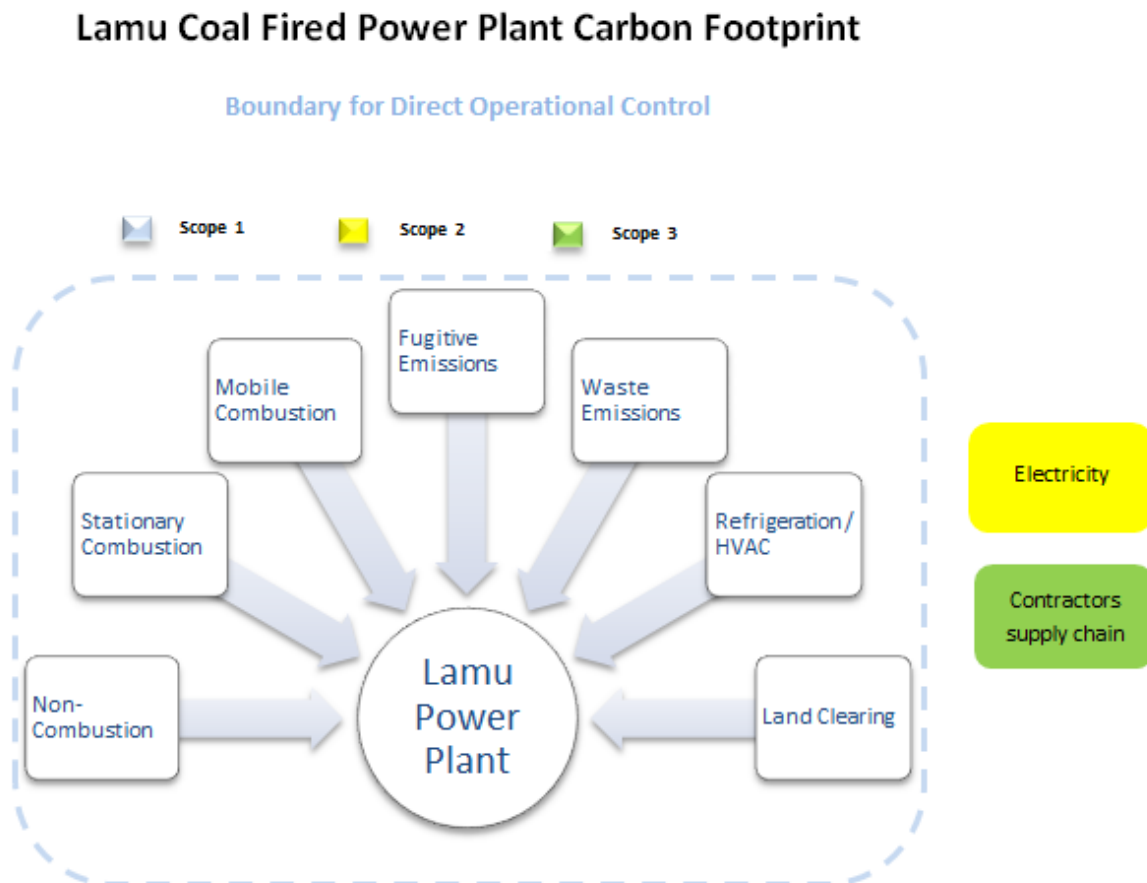 Lamu Coal Fired Power Plant Carbon Footprint
Boundary for Direct Operational Control
Scope 1
Scope 2
Scope 3
Fugitive
Emissions
Mobile
Combustion
Waste
Emissions
Stationary
Combustion
Refrigeration/
HVAC
Non-
Combustion
Land Clearing
Lamu
Power
Plant
Electricity
Contractors
supply chain